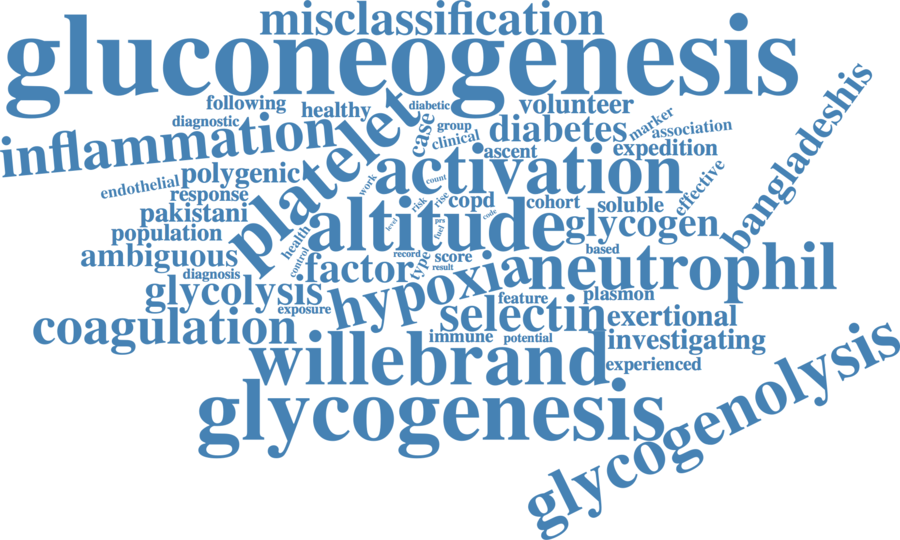 misclassification
gluconeogenesis
following
healthy
diabetic
volunteer
bangladeshis
diagnostic
inflammation
platelet
case
group
clinical
diabetes
marker
association
ascent
expedition
endothelial
polygenic
work
activation
count
effective
response
risk
rise
copd
cohort
soluble
pakistani
altitude
level
prs
fuel
code
glycogen
population
health
ambiguous
control
factor
record
type
score
result
based
neutrophil
diagnosis
glycolysis
exposure
hypoxia
feature
plasmon
coagulation
selectin
exertional
immune
potential
investigating
willebrand
experienced
glycogenesis
glycogenolysis